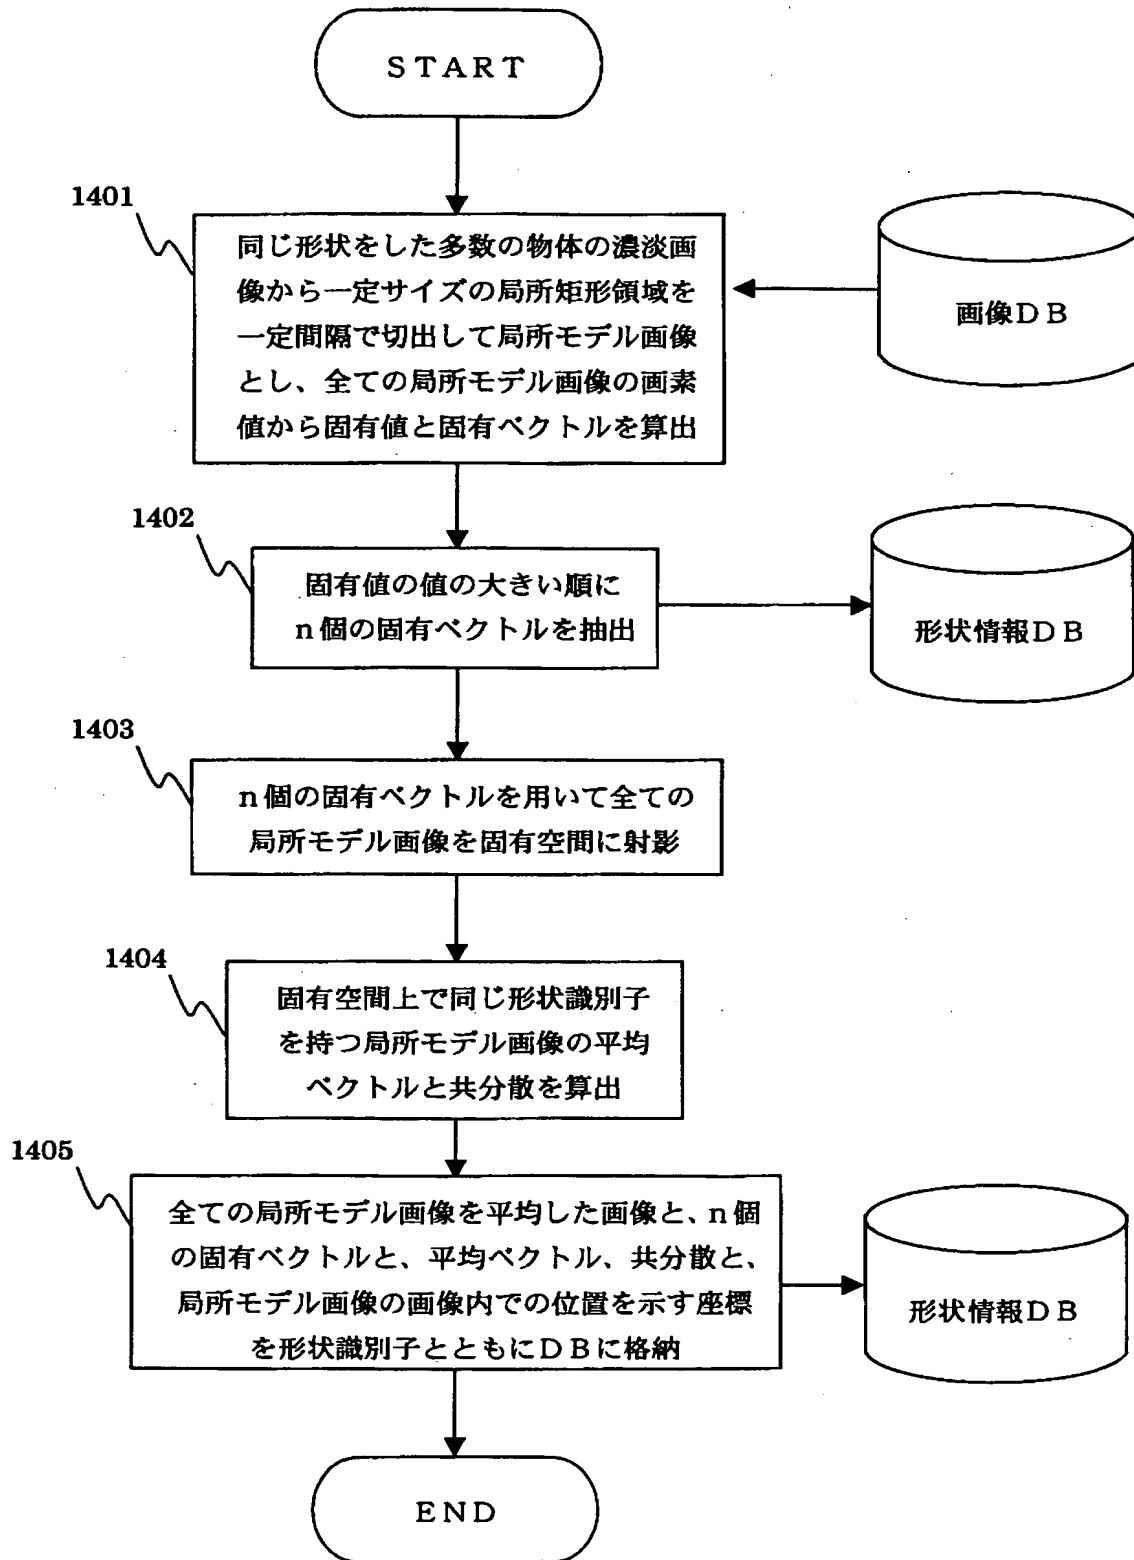 START
1401
同じ形状をした多数の物体の濃淡画
像から一定サイズの局所矩形領域を
一定間隔で切出して局所モデル画像
とし、全ての局所モデル画像の画素
値から固有値と固有ベクトルを算出
画像DB
1402
固有値の値の大きい順に
n個の固有ベクトルを抽出
形状情報DB
1403
n個の固有ベクトルを用いて全ての
局所モデル画像を固有空間に射影
1404
固有空間上で同じ形状識別子
を持つ局所モデル画像の平均
ベクトルと共分散を算出
1405
全ての局所モデル画像を平均した画像と、n個
の固有ベクトルと、平均ベクトル、共分散と、
局所モデル画像の画像内での位置を示す座標
を形状識別子とともにDBに格納
形状情報DB
END